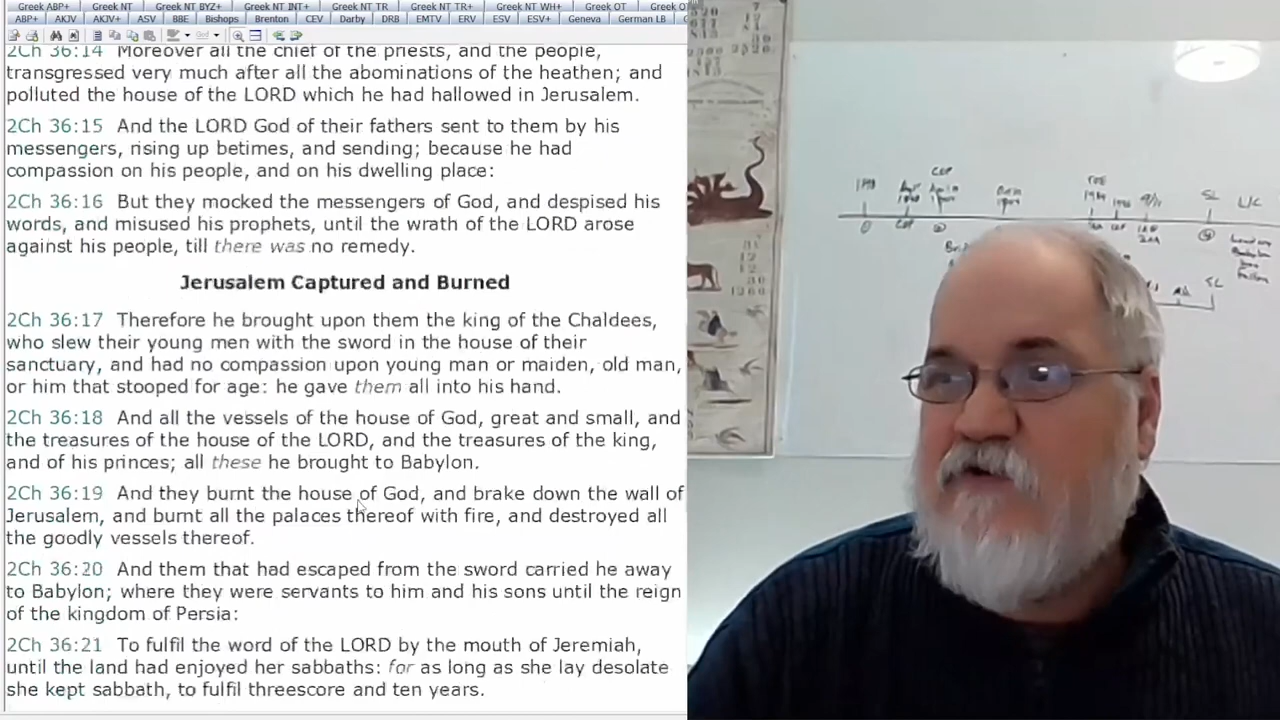 Greek ABP+ Greek NT Greek NT BYZ+ Greek NT INT+ Greek NT TR Greek NT TR+ Greek NT WH+ Greek OT
ABP+ AKJV AKJV+ ASV BBE Bishops Brenton CEV Darby DRB EMTV ERV ESV ESV+ Geneva German LB
2Ch 36:14 Moreover all the chief of the priests, and the people,
transgressed very much after all the abominations of the heathen; and
polluted the house of the LORD which he had hallowed in Jerusalem.
2Ch 36:15 And the LORD God of their fathers sent to them by his
messengers, rising up betimes, and sending; because he had
compassion on his people, and on his dwelling place:
2Ch 36:16 But they mocked the messengers of God, and despised his
words, and misused his prophets, until the wrath of the LORD arose
against his people, till there was no remedy.
Jerusalem Captured and Burned
2Ch 36:17 Therefore he brought upon them the king of the Chaldees,
who slew their young men with the sword in the house of their
sanctuary, and had no compassion upon young man or maiden, old man,
or him that stooped for age: he gave them all into his hand.
2Ch 36:18 And all the vessels of the house of God, great and small, and
the treasures of the house of the LORD, and the treasures of the king,
and of his princes; all these he brought to Babylon.
2Ch 36:19 And they burnt the house of God, and brake down the wall of
Jerusalem, and burnt all the palaces thereof with fire, and destroyed all
the goodly vessels thereof.
2Ch 36:20 And them that had escaped from the sword carried he away
to Babylon; where they were servants to him and his sons until the reign
of the kingdom of Persia:
2Ch 36:21 To fulfil the word of the LORD by the mouth of Jeremiah,
until the land had enjoyed her sabbaths: for as long as she lay desolate
she kept sabbath, to fulfil threescore and ten years.
9/11
SL
L/C
SL